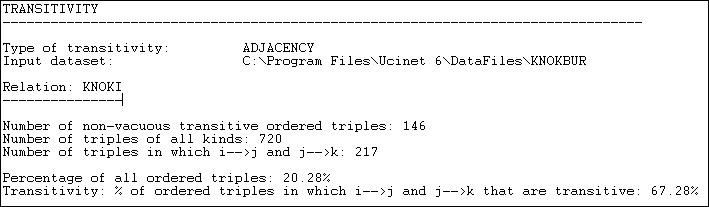 TRANSITIVITY
--------------------------------------------------------------------------------
Type of transitivity: ADJACENCY
Input dataset: C:\Program Files\Ucinet 6\DataFiles\KNOKBUR
Relation: KNOKI
---------------
Number of non-vacuous transitive ordered triples: 146
Number of triples of all kinds: 720
Number of triples in which i-->j and j-->k: 217
Percentage of all ordered triples: 20.28%
Transitivity: % of ordered triples in which i-->j and j-->k that are transitive: 67.28%